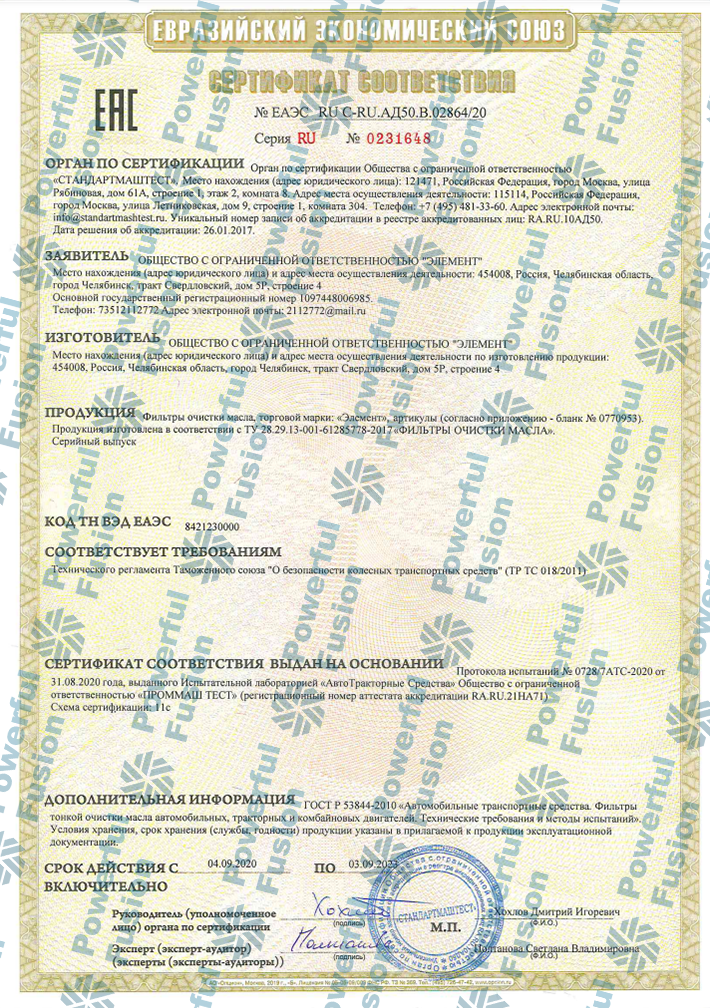 ЕВРАЗИЙСКИЙ ЭКОНОМИЧЕСКИЙ СОЮЗ
СЕРТИФИКАТ СООТВЕТСТВИЯ
ЕАС
№ ЕАЭС RU С-RU.АД50.В.02864/20
Серия RU № 0231648
ОРГАН ПО СЕРТИФИКАЦИИ Орган по сертификации Общества с ограниченной ответственностью
«СТАНДАРТМАШТЕСТ», Место нахождения (адрес юридического лица): 121471, Российская Федерация, город Москва, улица
Рябиновая, дом 61А, строение 1, этаж 2, комната 8. Адрес места осуществления деятельности: 115114, Российская Федерация,
город Москва, улица Летниковская, дом 9, строение 1, комната 304. Телефон: +7 (495) 481-33-60. Адрес электронной почты:
info@standartmashtest.ru. Уникальный номер записи об аккредитации в реестре аккредитованных лиц: RA.RU.10АД50.
Дата решения об аккредитации: 26.01.2017.
ЗАЯВИТЕЛЬ ОБЩЕСТВО С ОГРАНИЧЕННОЙ ОТВЕТСТВЕННОСТЬЮ "ЭЛЕМЕНТ"
Место нахождения (адрес юридического лица) и адрес места осуществления деятельности: 454008, Россия, Челябинская область,
город Челябинск, тракт Свердловский, дом 5Р, строение 4
Основной государственный регистрационный номер 1097448006985.
Телефон: 73512112772 Адрес электронной почты: 2112772@mail.ru
ИЗГОТОВИТЕЛЬ ОБЩЕСТВО С ОГРАНИЧЕННОЙ ОТВЕТСТВЕННОСТЬЮ "ЭЛЕМЕНТ"
Место нахождения (адрес юридического лица) и адрес места осуществления деятельности по изготовлению продукции:
454008, Россия, Челябинская область, город Челябинск, тракт Свердловский, дом 5Р, строение 4
ПРОДУКЦИЯ Фильтры очистки масла, торговой марки: «Элемент», артикулы (согласно приложению - бланк № 0770953).
Продукция изготовлена в соответствии с ТУ 28.29.13-001-61285778-2017«ФИЛЬТРЫ ОЧИСТКИ МАСЛА».
Серийный выпуск
КОД ТН ВЭД ЕАЭС 8421230000
СООТВЕТСТВУЕТ ТРЕБОВАНИЯМ
Технического регламента Таможенного союза "О безопасности колесных транспортных средств" (ТР ТС 018/2011)
СЕРТИФИКАТ СООТВЕТСТВИЯ ВЫДАН НА ОСНОВАНИИ Протокола испытаний № 0728/7АТС-2020 от
31.08.2020 года, выданного Испытательной лабораторией «АвтоТракторные Средства» Общество с ограниченной
ответственностью «ПРОММАШ ТЕСТ» (регистрационный номер аттестата аккредитации RA.RU.21НА71)
Схема сертификации: 11с
ДОПОЛНИТЕЛЬНАЯ ИНФОРМАЦИЯ ГОСТ Р 53844-2010 «Автомобильные транспортные средства. Фильтры
тонкой очистки масла автомобильных, тракторных и комбайновых двигателей. Технические требования и методы испытаний».
Условия хранения, срок хранения (службы, годности) продукции указаны в прилагаемой к продукции эксплуатационной
документации.
СРОК ДЕЙСТВИЯ С 04.09.2020 ПО 03.09.2023
ВКЛЮЧИТЕЛЬНО
Руководитель (уполномоченное
лицо) органа по сертификации
(подпись)
Хохлов Дмитрий Игоревич
(Ф.И.О.)
«СТАНДАРТМАШТЕСТ»
М.П.
Эксперт (эксперт-аудитор)
(эксперты (эксперты-аудиторы))
(подпись)
Полтанова Светлана Владимировна
(Ф.И.О.)
Powerful
Fusion